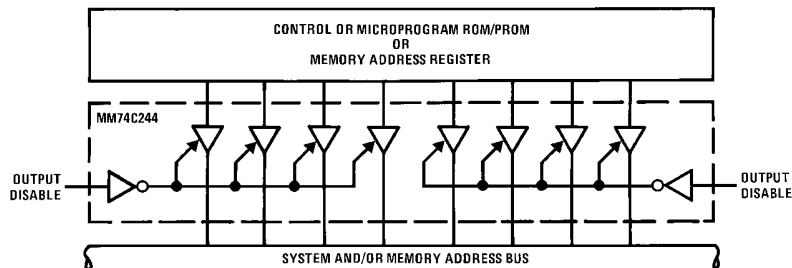 CONTROL OR MICROPROGRAM ROM/PROM
OR
MEMORY ADDRESS REGISTER
MM74C244
OUTPUT
DISABLE
OUTPUT
DISABLE
SYSTEM AND/OR MEMORY ADDRESS BUS